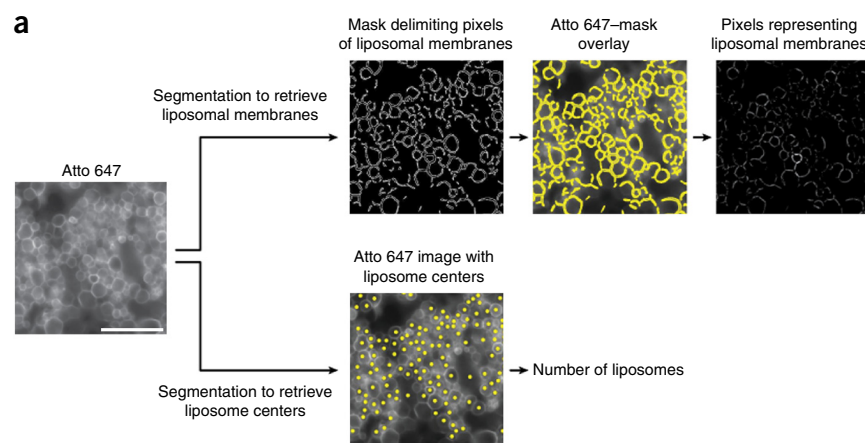 a
Mask delimiting pixels
of liposomal membranes
Atto 647–mask
overlay
Pixels representing
liposomal membranes
Segmentation to retrieve
liposomal membranes
Atto 647
Atto 647 image with
liposome centers
Segmentation to retrieve
liposome centers
Number of liposomes